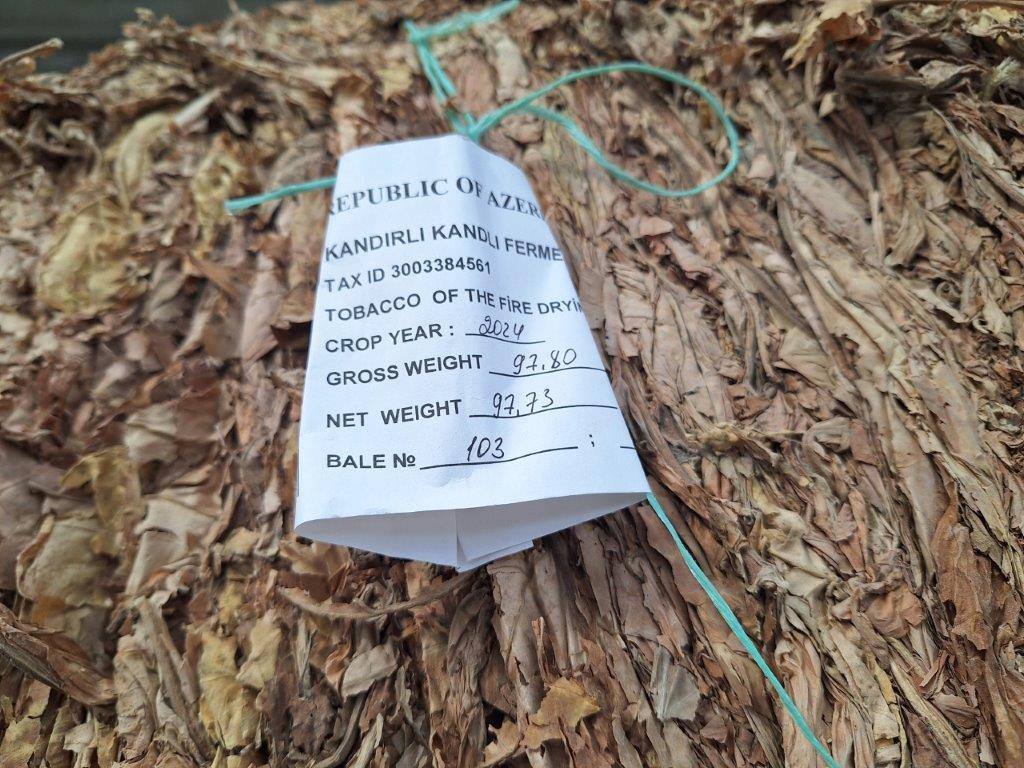 REPUBLIC OF AZER
KANDIRLI KANDLI FERME
TAX ID 3003384561
TOBACCO OF THE FİRE DRYİN
CROP YEAR : 2024
GROSS WEIGHT 97,80
NET WEIGHT 97,73
BALE № 103 ;